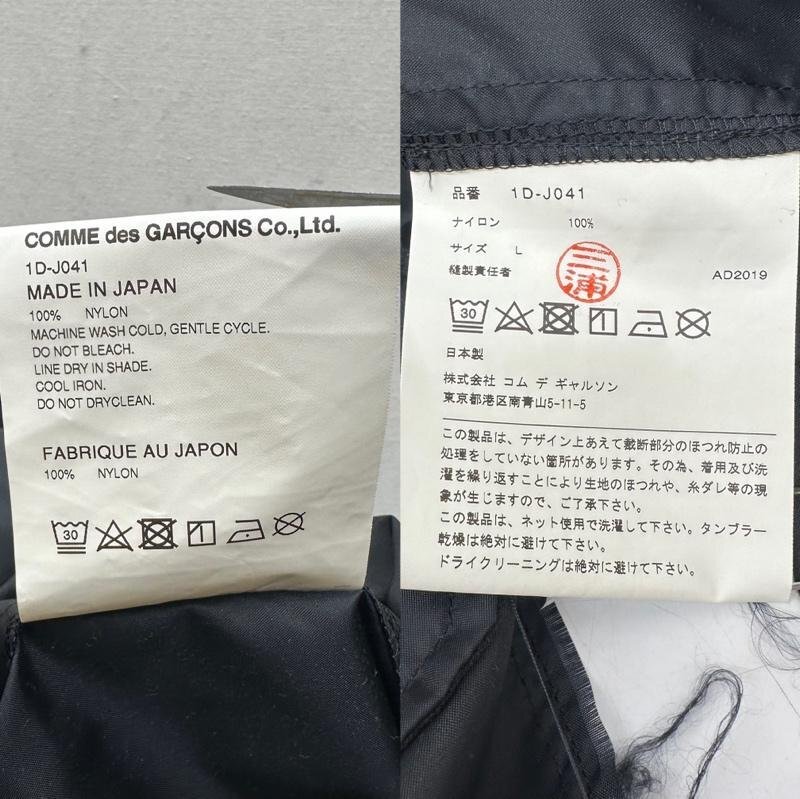 COMME des GARÇONS Co.,Ltd.
1D-J041
MADE IN JAPAN
100% NYLON
MACHINE WASH COLD, GENTLE CYCLE.
DO NOT BLEACH.
LINE DRY IN SHADE.
COOL IRON.
DO NOT DRYCLEAN.
FABRIQUE AU JAPON
100% NYLON
30
品番 1D-J041
ナイロン 100%
サイズ L
縫製責任者 三浦 AD2019
30
日本製
株式会社 コム デ ギャルソン
東京都港区南青山5-11-5
この製品は、デザイン上あえて裁断部分のほつれ防止の
処理をしていない箇所があります。その為、着用及び洗
濯を繰り返すことにより生地のほつれや、糸ダレ等の現
象が生じますので、ご了承下さい。
この製品は、ネット使用で洗濯して下さい。タンブラー
乾燥は絶対に避けて下さい。
ドライクリーニングは絶対に避けて下さい。